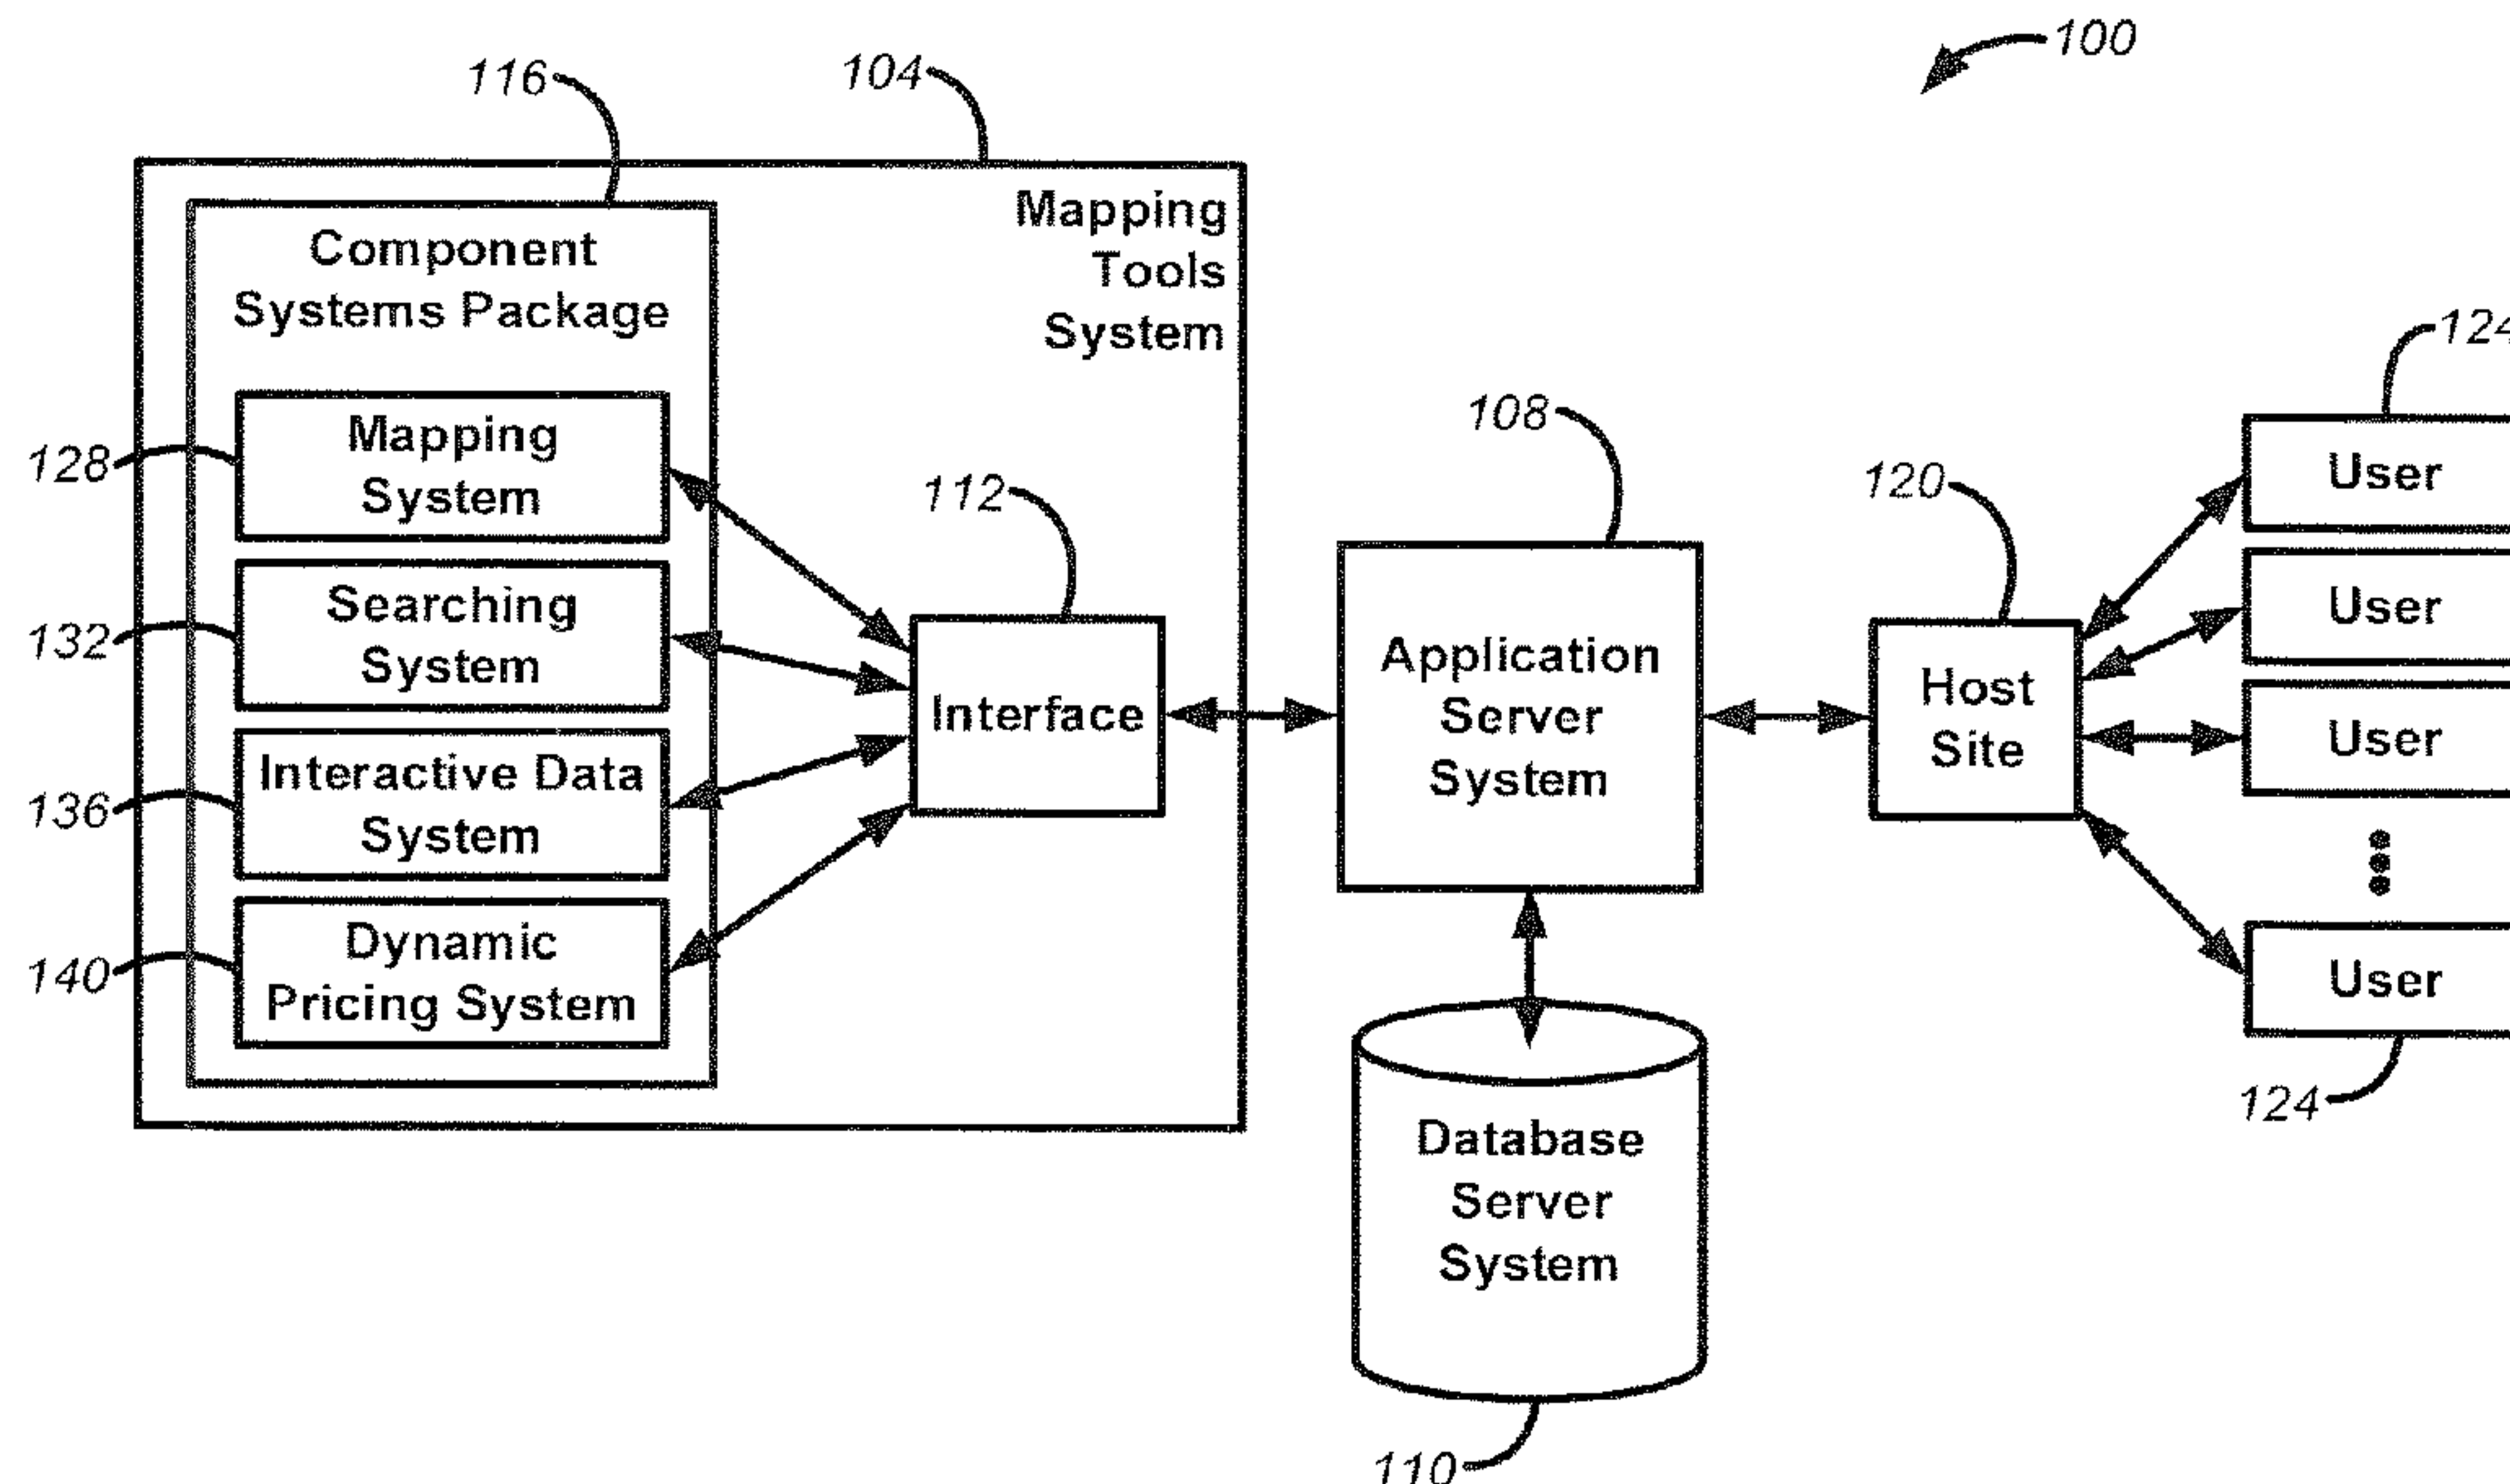 100
116
104
Mapping
Tools
System
Component
Systems Package
124
108
Mapping
System
128
112
120
User
Searching
System
132
User
Application
Server
System
Host
Site
Interface
User
Interactive Data
System
136
Dynamic
Pricing System
140
User
124
Database
Server
System
110